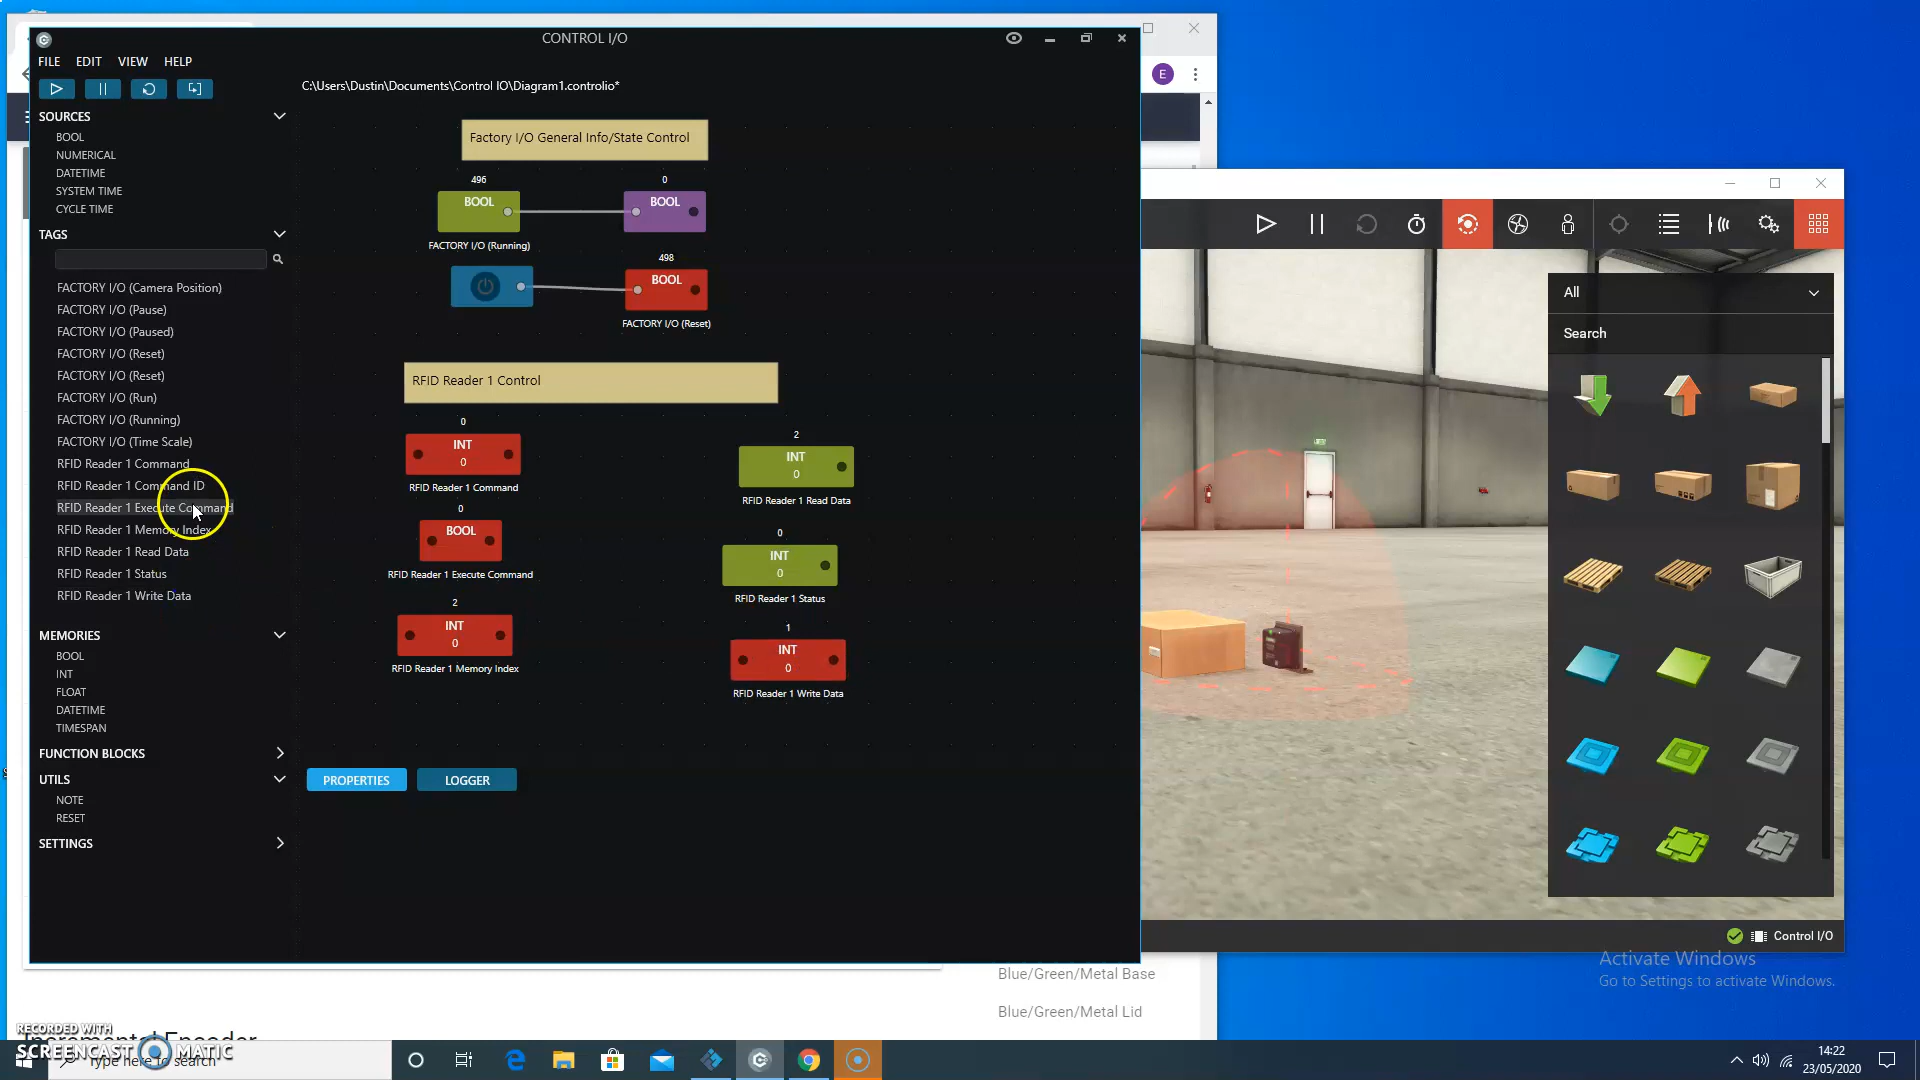 CONTROL I/O
FILE EDIT VIEW HELP
C:\Users\Dustin\Documents\Control IO\Diagram1.controlio*
SOURCES
BOOL
NUMERICAL
DATETIME
SYSTEM TIME
CYCLE TIME
TAGS
FACTORY I/O (Camera Position)
FACTORY I/O (Pause)
FACTORY I/O (Paused)
FACTORY I/O (Reset)
FACTORY I/O (Reset)
FACTORY I/O (Run)
FACTORY I/O (Running)
FACTORY I/O (Time Scale)
RFID Reader 1 Command
RFID Reader 1 Command ID
RFID Reader 1 Execute Command
RFID Reader 1 Memory Index
RFID Reader 1 Read Data
RFID Reader 1 Status
RFID Reader 1 Write Data
MEMORIES
BOOL
INT
FLOAT
DATETIME
TIMESPAN
FUNCTION BLOCKS
UTILS
NOTE
RESET
SETTINGS
Factory I/O General Info/State Control
496
BOOL
FACTORY I/O (Running)
0
BOOL
498
BOOL
FACTORY I/O (Reset)
RFID Reader 1 Control
0
INT
0
RFID Reader 1 Command
0
BOOL
RFID Reader 1 Execute Command
2
INT
0
RFID Reader 1 Memory Index
2
INT
0
RFID Reader 1 Read Data
0
INT
0
RFID Reader 1 Status
1
INT
0
RFID Reader 1 Write Data
PROPERTIES LOGGER
E
All
Search
Control I/O
Activate Windows
Go to Settings to activate Windows.
Blue/Green/Metal Base
Blue/Green/Metal Lid
Incremental Encoder
RECORDED WITH
SCREENCAST MATIC
Type here to search
14:22
23/05/2020